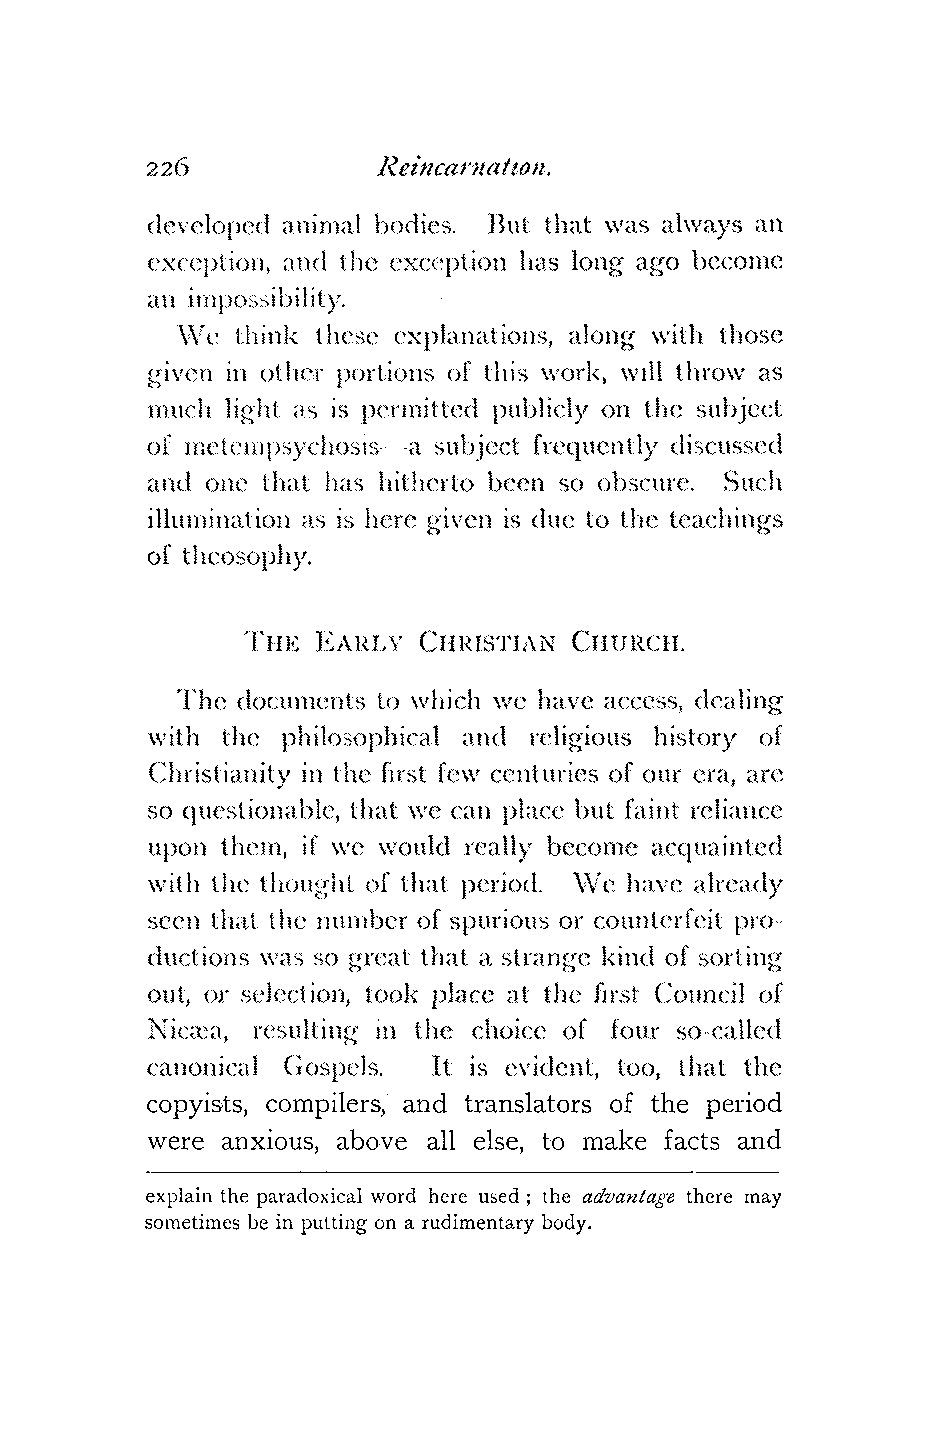 226 Reincarnation.
developed animal bodies. But that was always an
exception, and the exception has long ago become
an impossibility.
We think these explanations, along with those
given in other portions of this work, will throw as
much light as is permitted publicly on the subject
of metempsychosis—a subject frequently discussed
and one that has hitherto been so obscure. Such
illumination as is here given is due to the teachings
of theosophy.
THE EARLY CHRISTIAN CHURCH.
The documents to which we have access, dealing
with the philosophical and religious history of
Christianity in the first few centuries of our era, are
so questionable, that we can place but faint reliance
upon them, if we would really become acquainted
with the thought of that period. We have already
seen that the number of spurious or counterfeit pro-
ductions was so great that a strange kind of sorting
out, or selection, took place at the first Council of
Nicæa, resulting in the choice of four so-called
canonical Gospels. It is evident, too, that the
copyists, compilers, and translators of the period
were anxious, above all else, to make facts and
explain the paradoxical word here used ; the advantage there may
sometimes be in putting on a rudimentary body.